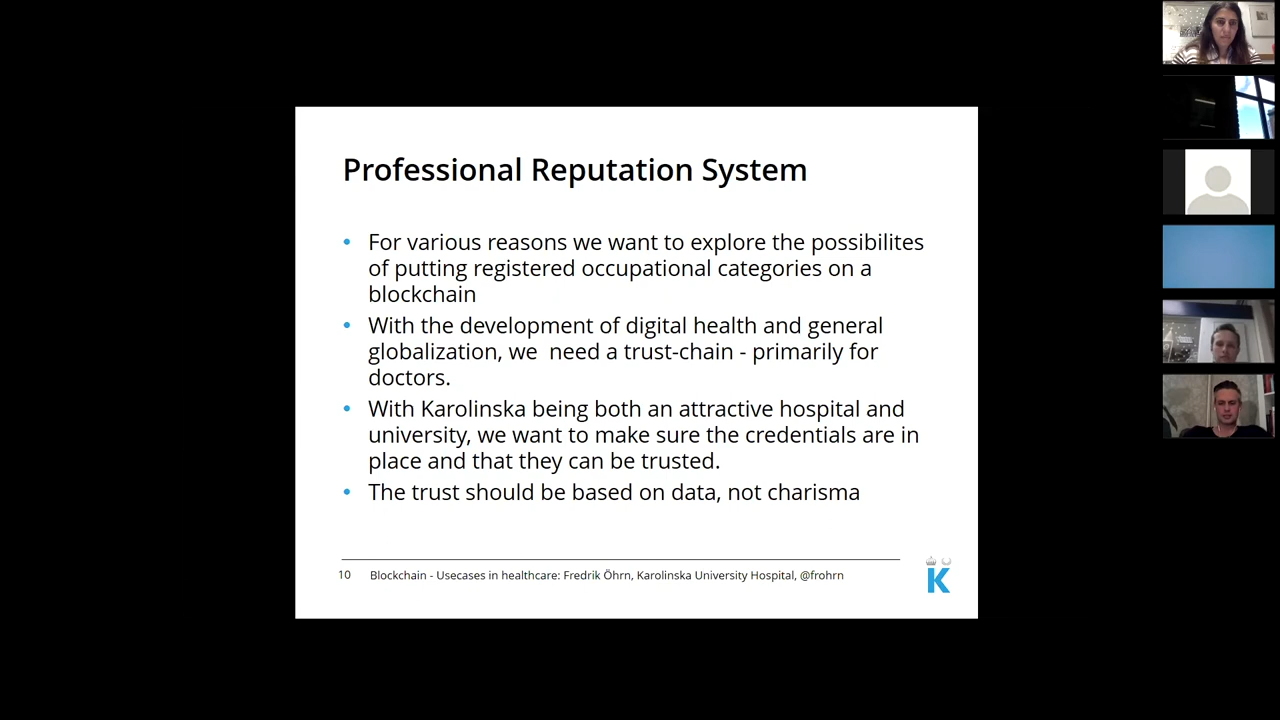 Professional Reputation System
• For various reasons we want to explore the possibilites
of putting registered occupational categories on a
blockchain
• With the development of digital health and general
globalization, we  need a trust-chain - primarily for
doctors.
• With Karolinska being both an attractive hospital and
university, we want to make sure the credentials are in
place and that they can be trusted.
• The trust should be based on data, not charisma
10 Blockchain - Usecases in healthcare: Fredrik Öhrn, Karolinska University Hospital, @frohrn
K